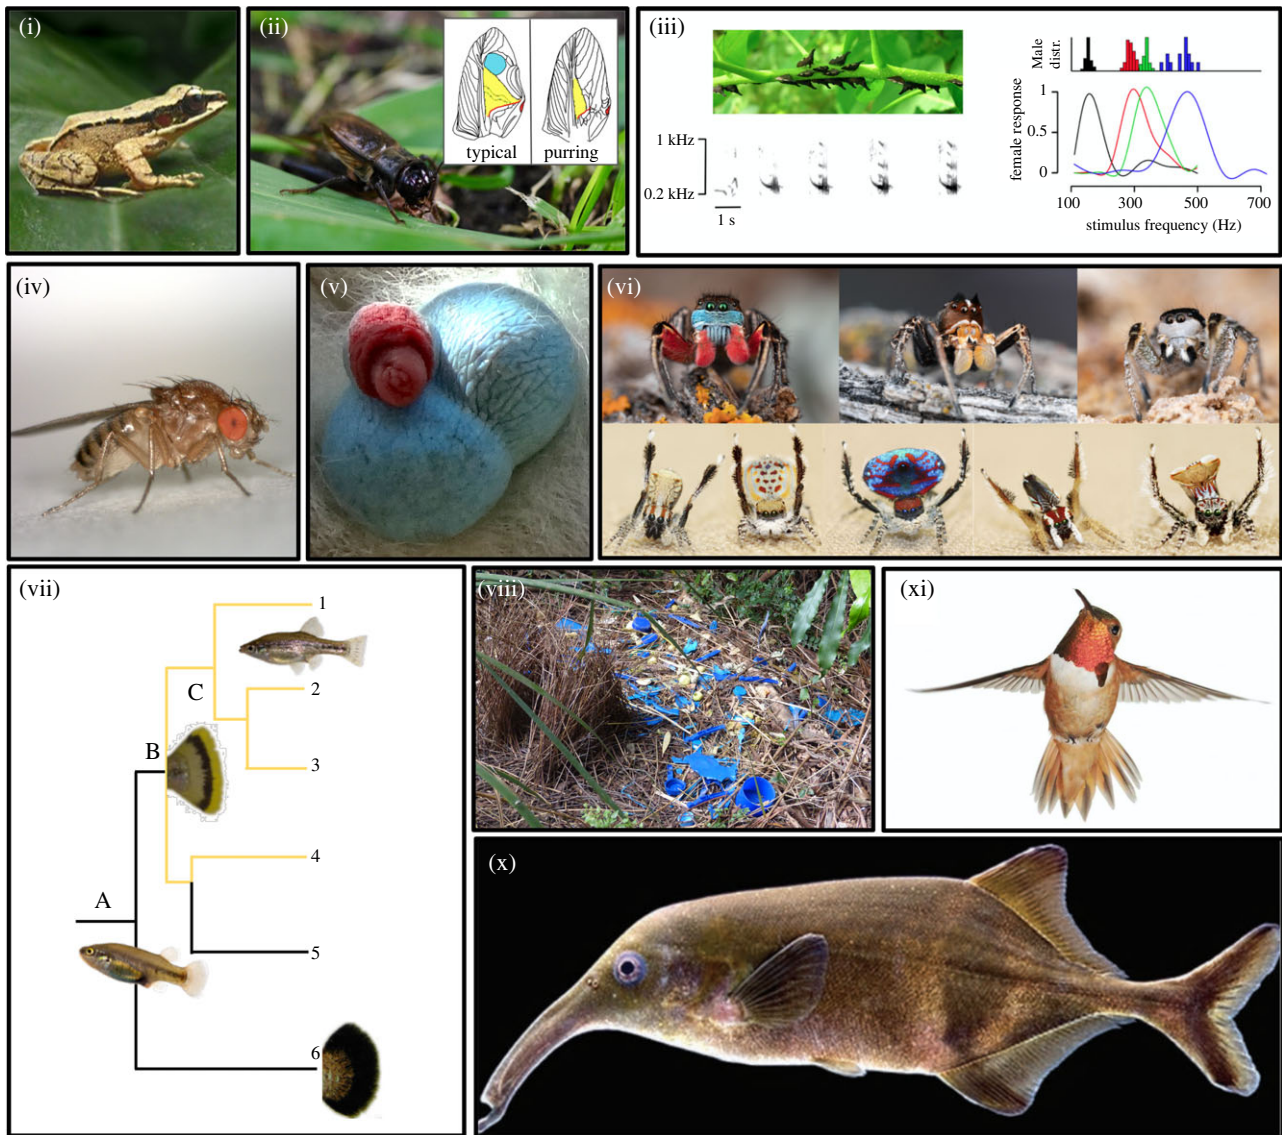 (i)
(ii)
typical
purring
(iii)
1 kHz
0.2 kHz
1 s
Male
distr.
female response
1
0.5
0
100
300
500
700
stimulus frequency (Hz)
(iv)
(v)
(vi)
(vii)
1
C
2
B
3
4
A
5
6
(viii)
(xi)
(x)